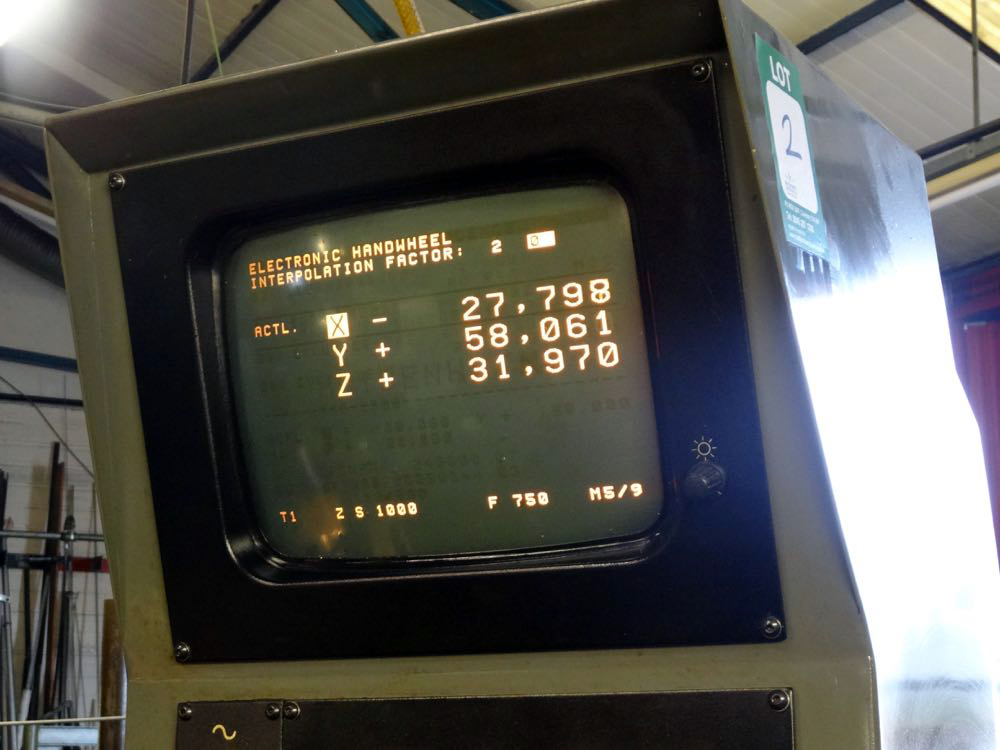 LOT
2
ELECTRONIC HANDWHEEL
INTERPOLATION FACTOR: 2 0
ACTL. X - 27,798
Y + 58,061
Z + 31,970
T1 Z S 1000 F 750 M5/9